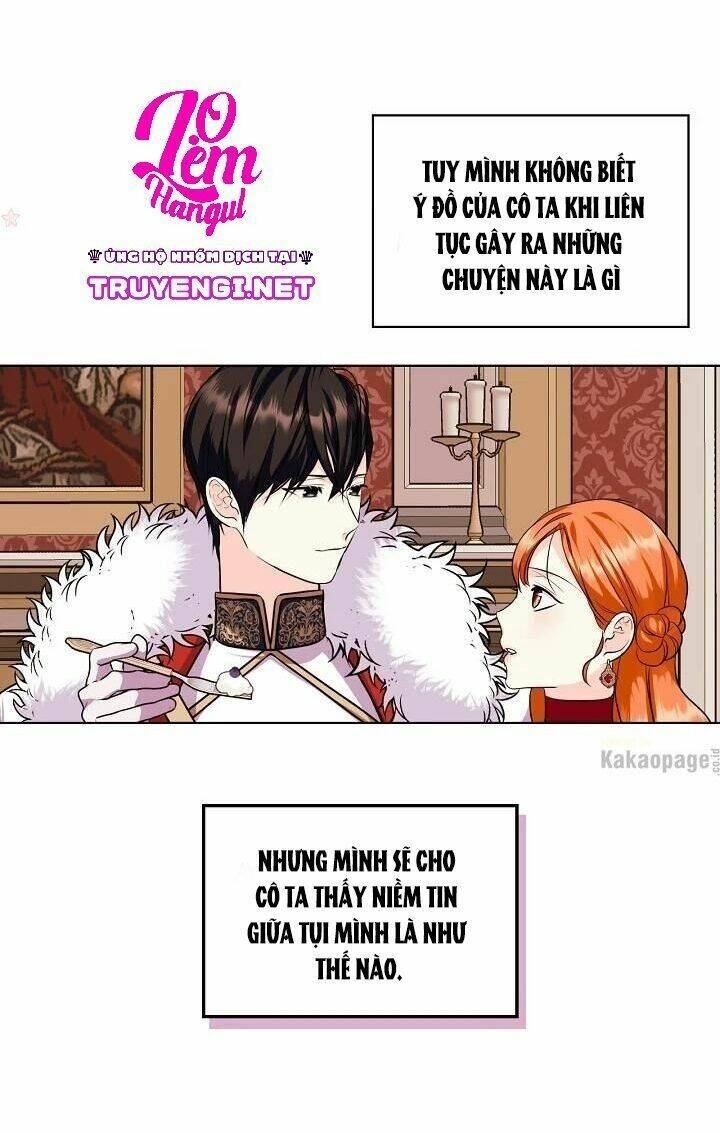 Lọ
Lem
Hangul
ỦNG HỘ NHÓM DỊCH TẠI
TRUYENGI.NET
TUY MÌNH KHÔNG BIẾT
Ý ĐỒ CỦA CÔ TA KHI LIÊN
TỤC GÂY RA NHỮNG
CHUYỆN NÀY LÀ GÌ
Kakaopage
NHƯNG MÌNH SẼ CHO
CÔ TA THẤY NIỀM TIN
GIỮA TỤI MÌNH LÀ NHƯ
THẾ NÀO.